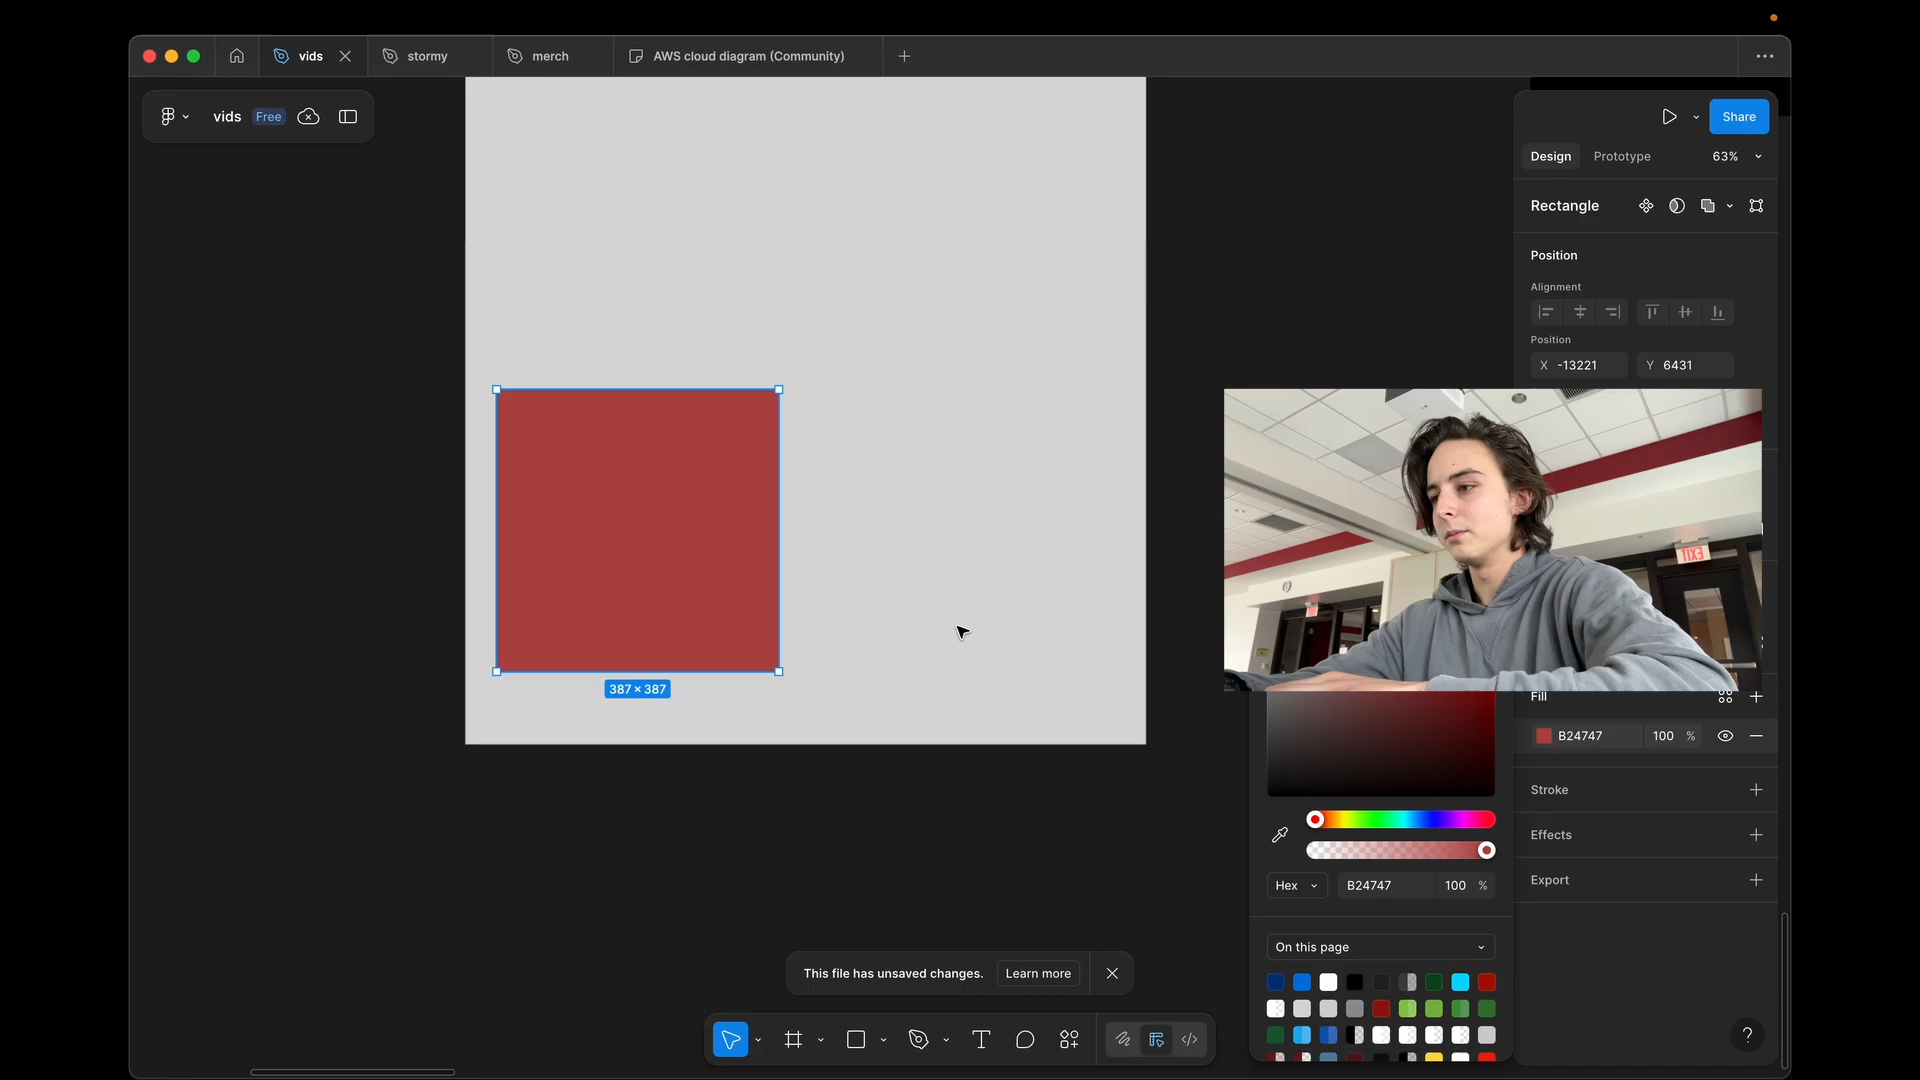 vids
stormy
merch
AWS cloud diagram (Community)
vids
Free
Share
Design
Prototype
63%
Rectangle
Position
Alignment
Position
X -13221
Y 6431
EXIT
387 × 387
Fill
B24747
100 %
Stroke
Effects
Export
Hex
B24747
100 %
On this page
This file has unsaved changes.
Learn more
?